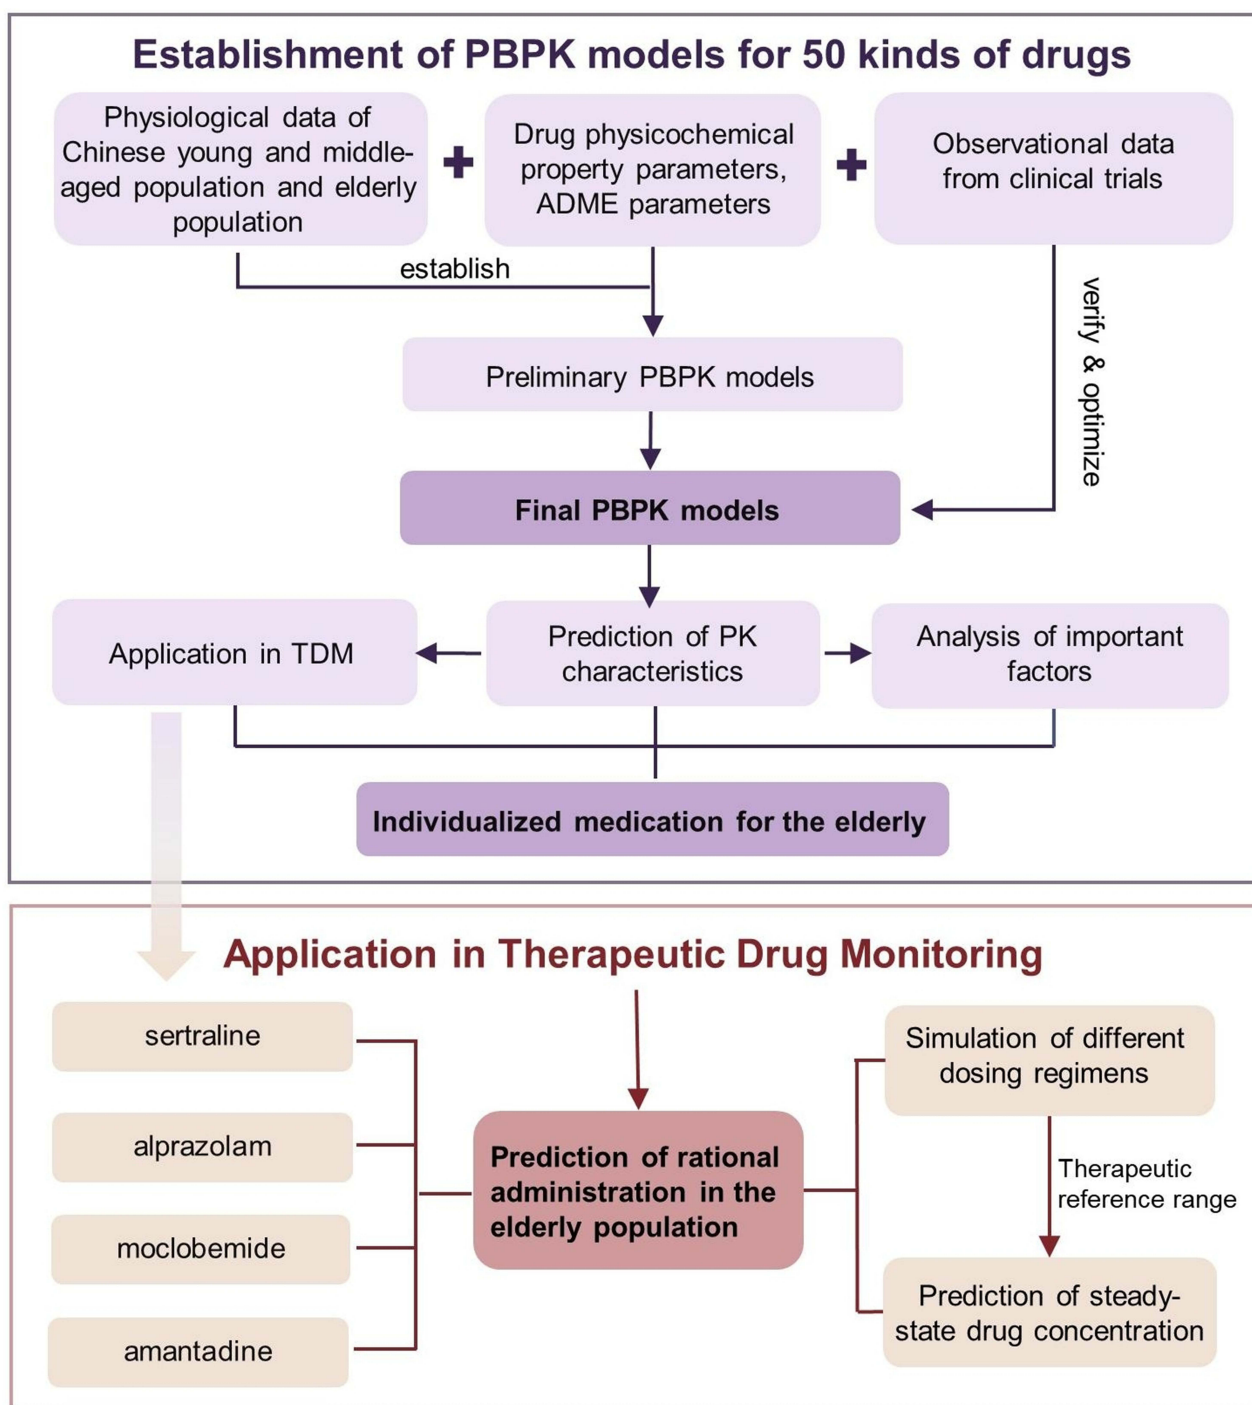 Establishment of PBPK models for 50 kinds of drugs
Physiological data of
Chinese young and middle-
aged population and elderly
population
Drug physicochemical
property parameters,
ADME parameters
Observational data
from clinical trials
establish
verify & optimize
Preliminary PBPK models
Final PBPK models
Application in TDM
Prediction of PK
characteristics
Analysis of important
factors
Individualized medication for the elderly
Application in Therapeutic Drug Monitoring
sertraline
alprazolam
moclobemide
amantadine
Prediction of rational
administration in the
elderly population
Simulation of different
dosing regimens
Therapeutic
reference range
Prediction of steady-
state drug concentration